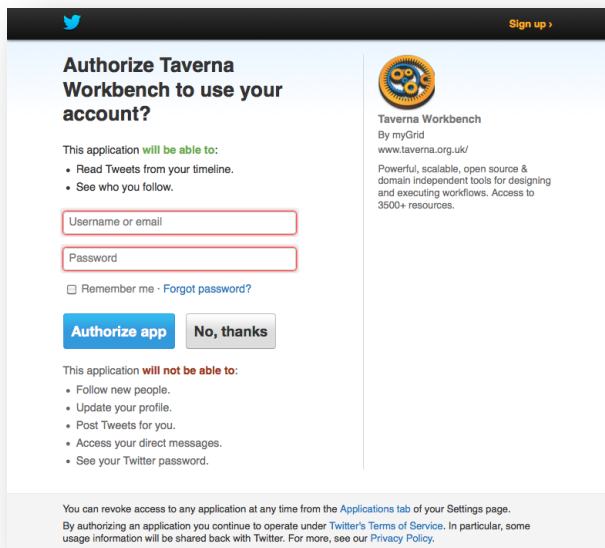 Sign up ›
Authorize Taverna
Workbench to use your
account?
This application will be able to:
• Read Tweets from your timeline.
• See who you follow.
Username or email
Password
Remember me · Forgot password?
Authorize app
No, thanks
This application will not be able to:
• Follow new people.
• Update your profile.
• Post Tweets for you.
• Access your direct messages.
• See your Twitter password.
Taverna Workbench
By myGrid
www.taverna.org.uk/
Powerful, scalable, open source &
domain independent tools for designing
and executing workflows. Access to
3500+ resources.
You can revoke access to any application at any time from the Applications tab of your Settings page.
By authorizing an application you continue to operate under Twitter's Terms of Service. In particular, some
usage information will be shared back with Twitter. For more, see our Privacy Policy.